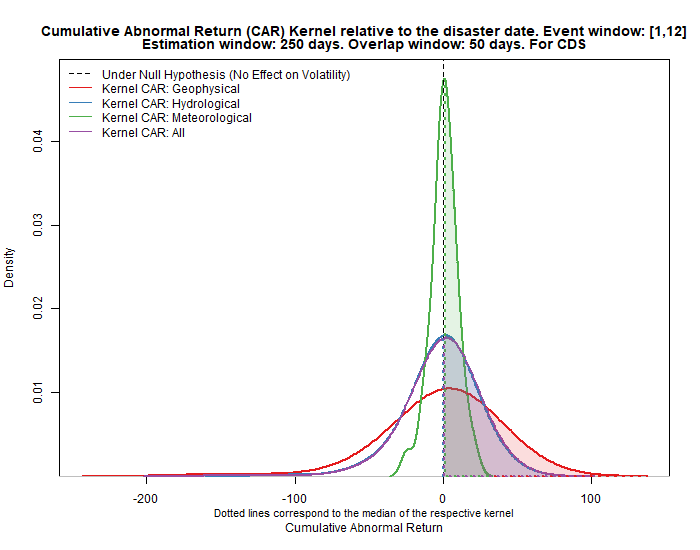 Cumulative Abnormal Return (CAR) Kernel relative to the disaster date. Event window: [1,12]
Estimation window: 250 days. Overlap window: 50 days. For CDS
Under Null Hypothesis (No Effect on Volatility)
Kernel CAR: Geophysical
Kernel CAR: Hydrological
Kernel CAR: Meteorological
Kernel CAR: All
0.04
0.03
0.02
0.01
Density
-200 -100 0 100
Dotted lines correspond to the median of the respective kernel
Cumulative Abnormal Return